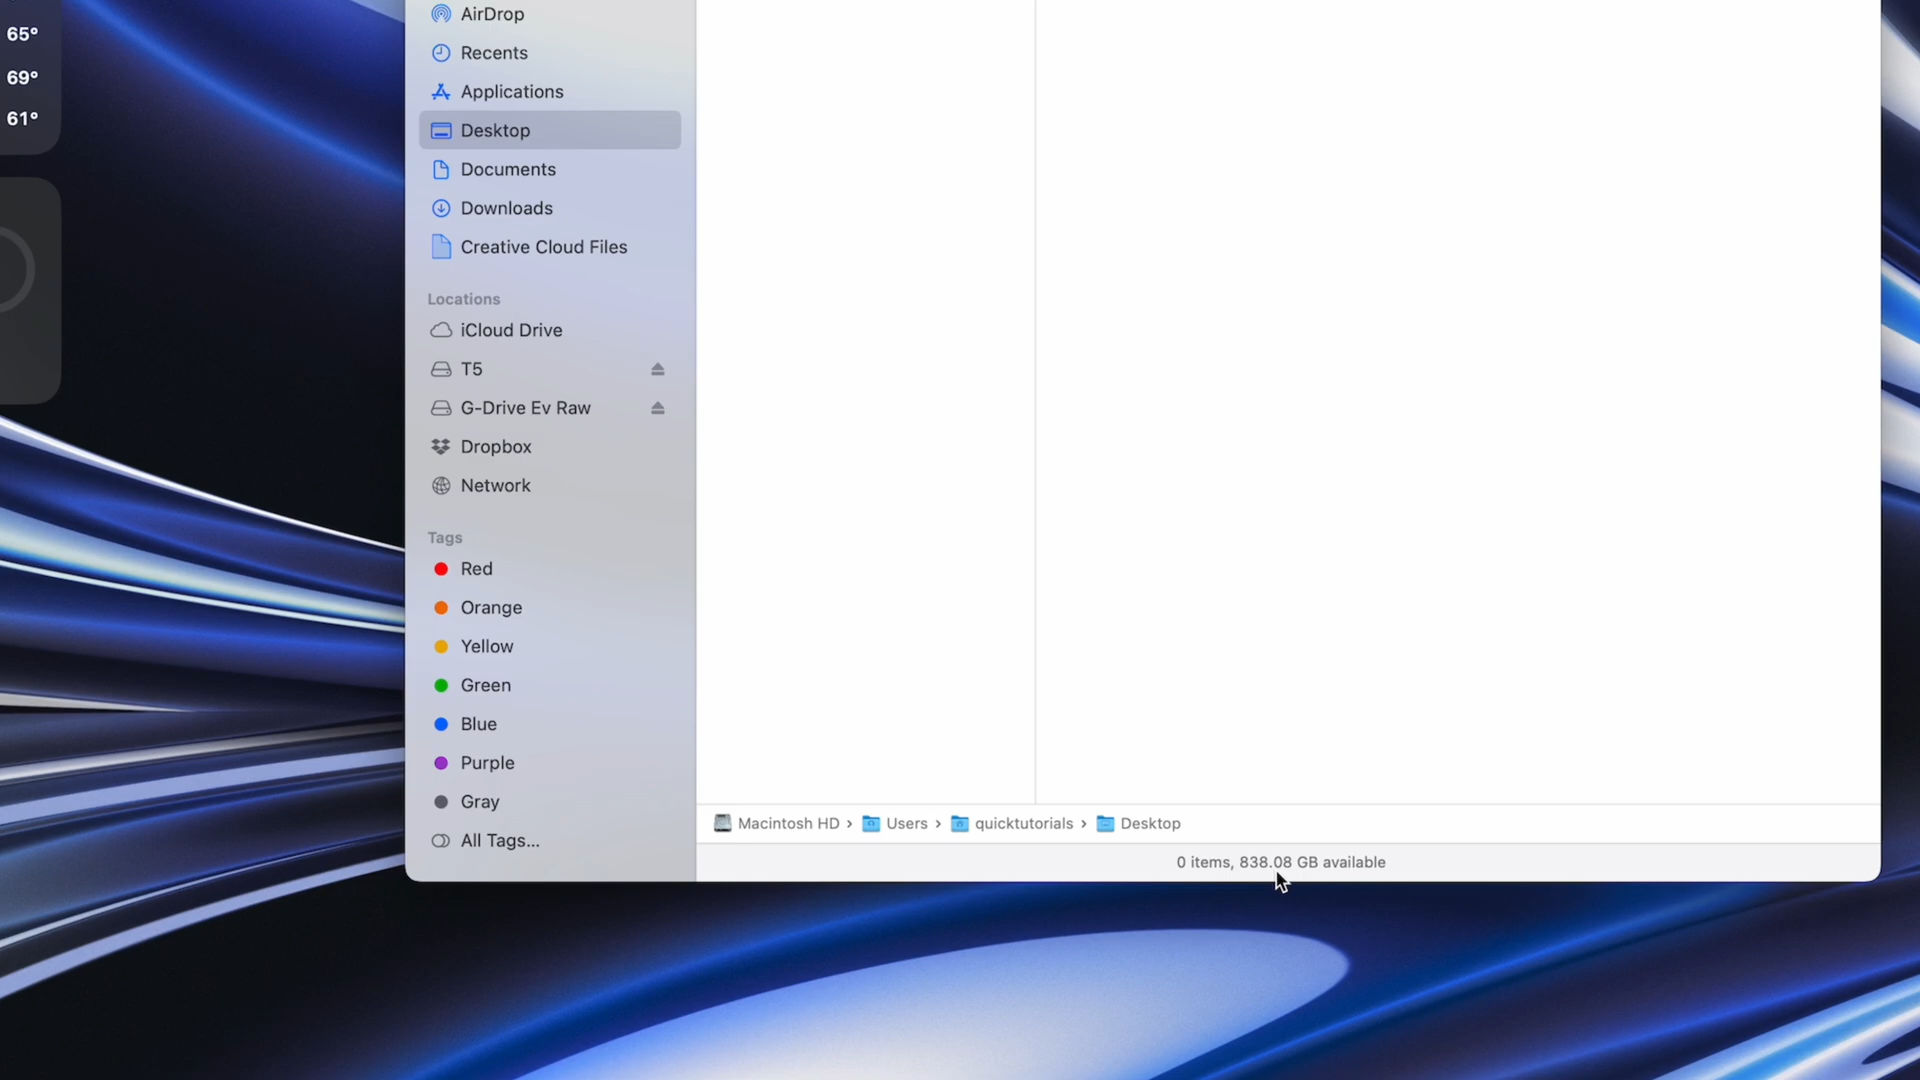 65°
69°
61°
AirDrop
Recents
Applications
Desktop
Documents
Downloads
Creative Cloud Files
Locations
iCloud Drive
T5
G-Drive Ev Raw
Dropbox
Network
Tags
Red
Orange
Yellow
Green
Blue
Purple
Gray
All Tags...
Macintosh HD › Users › quicktutorials › Desktop
0 items, 838.08 GB available